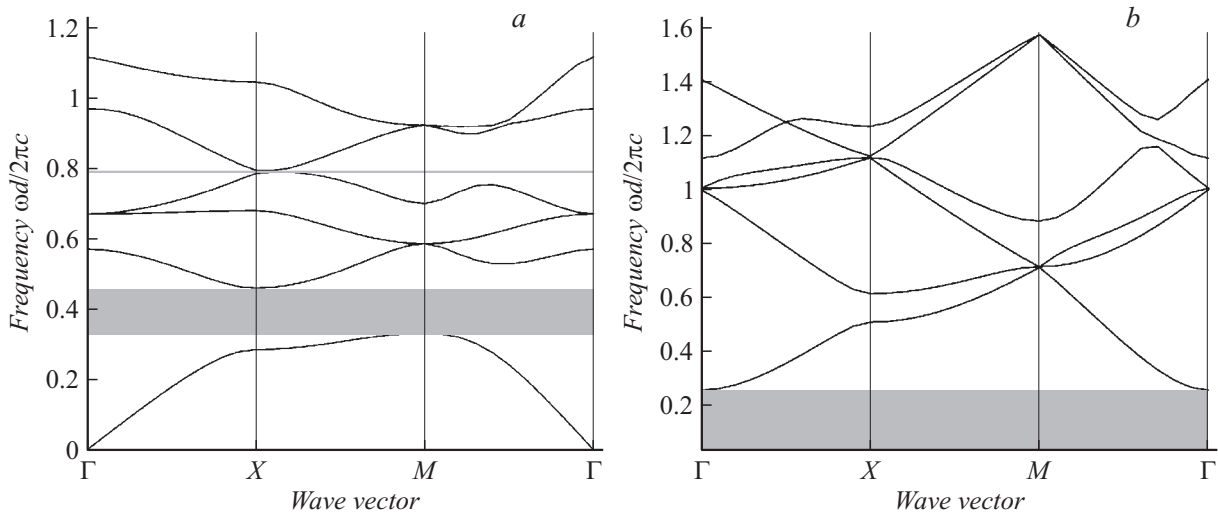 a
1.2
1
0.8
0.6
0.4
0.2
0
Frequency ωd/2πc
Γ X M Γ
Wave vector
b
1.6
1.4
1.2
1
0.8
0.6
0.4
0.2
Frequency ωd/2πc
Γ X M Γ
Wave vector